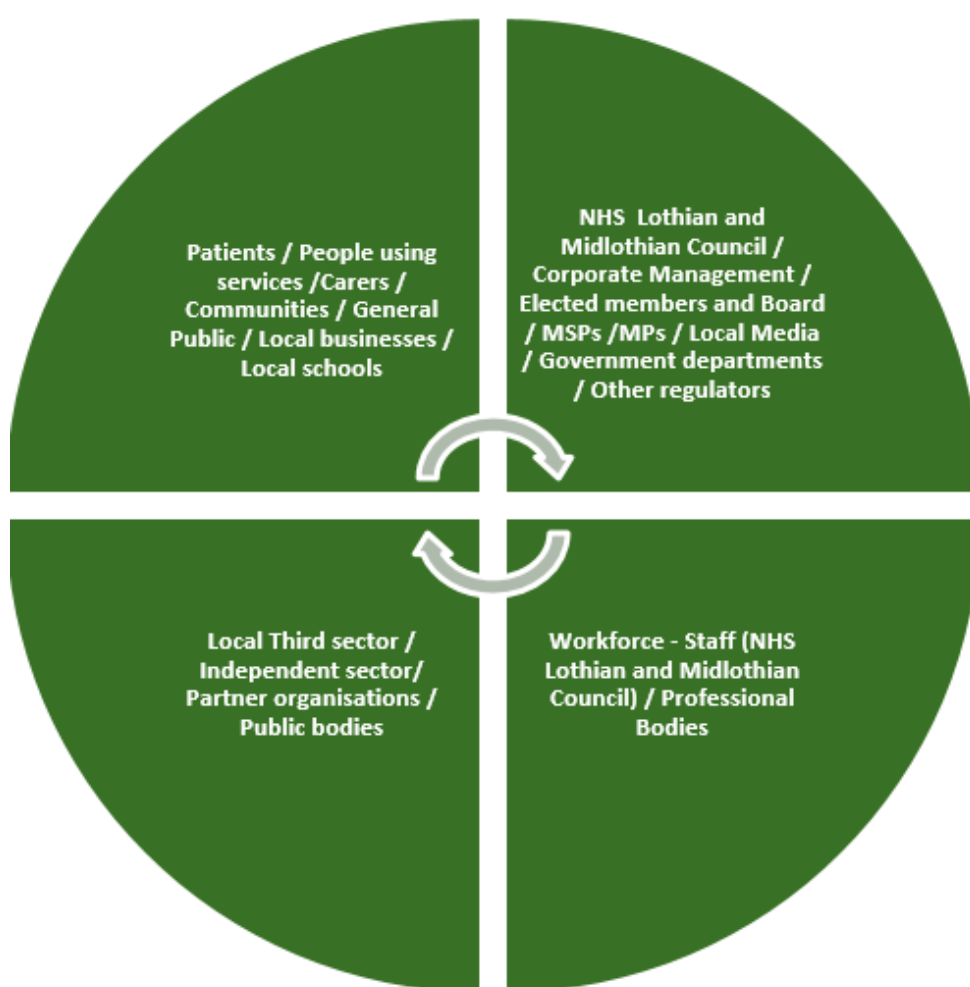 Patients / People using
services /Carers /
Communities / General
Public / Local businesses /
Local schools
NHS  Lothian and
Midlothian Council /
Corporate Management /
Elected members and Board
/ MSPs /MPs / Local Media
/ Government departments
/ Other regulators
Local Third sector /
Independent sector/
Partner organisations /
Public bodies
Workforce - Staff (NHS
Lothian and Midlothian
Council) / Professional
Bodies